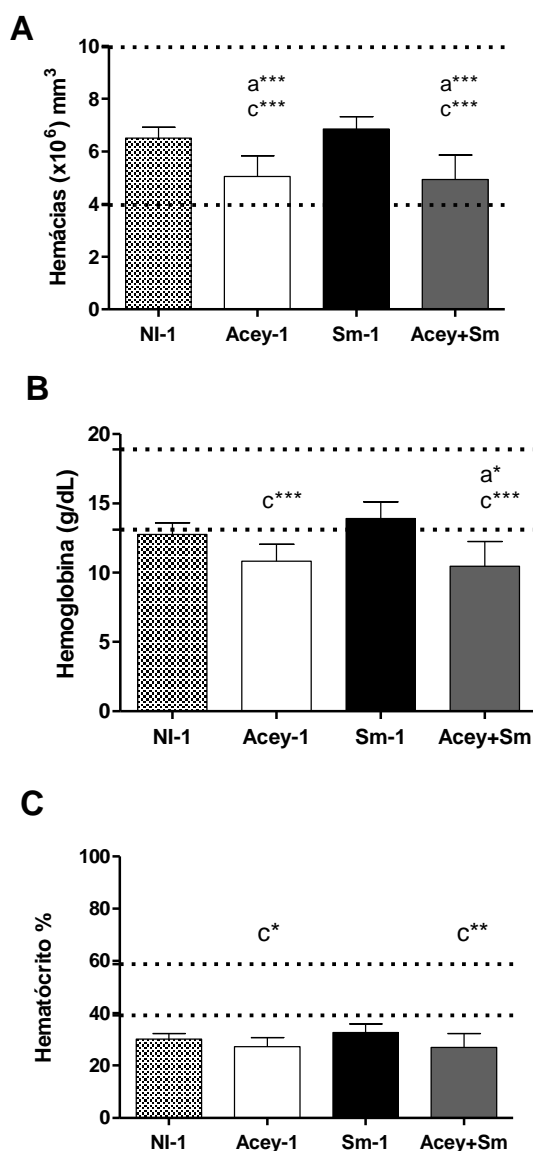 A
Hemácias (x10⁶) mm³
10
8
6
4
2
0
a*** a***
c*** c***
NI-1 Acey-1 Sm-1 Acey+Sm
B
Hemoglobina (g/dL)
20
15
10
5
0
a*
c*** c***
NI-1 Acey-1 Sm-1 Acey+Sm
C
Hematócrito %
100
80
60
40
20
0
c* c**
NI-1 Acey-1 Sm-1 Acey+Sm